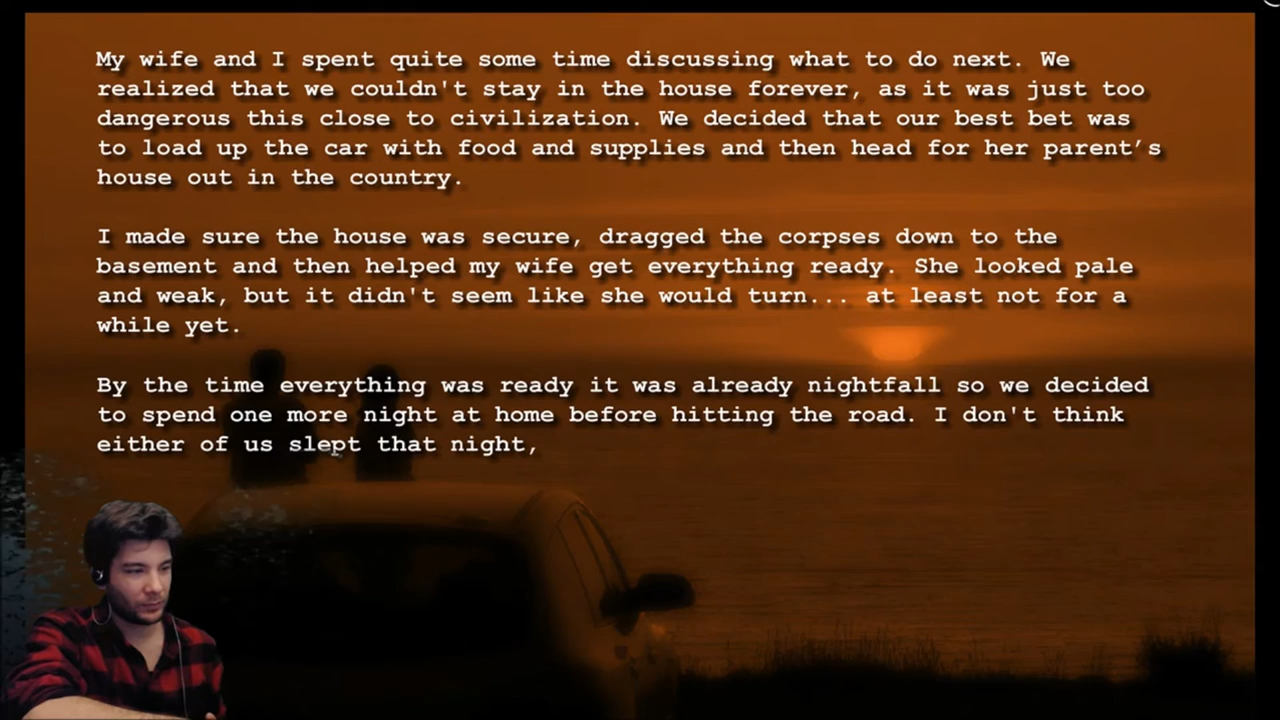 My wife and I spent quite some time discussing what to do next. We
realized that we couldn't stay in the house forever, as it was just too
dangerous this close to civilization. We decided that our best bet was
to load up the car with food and supplies and then head for her parent’s
house out in the country.
I made sure the house was secure, dragged the corpses down to the
basement and then helped my wife get everything ready. She looked pale
and weak, but it didn't seem like she would turn... at least not for a
while yet.
By the time everything was ready it was already nightfall so we decided
to spend one more night at home before hitting the road. I don't think
either of us slept that night,